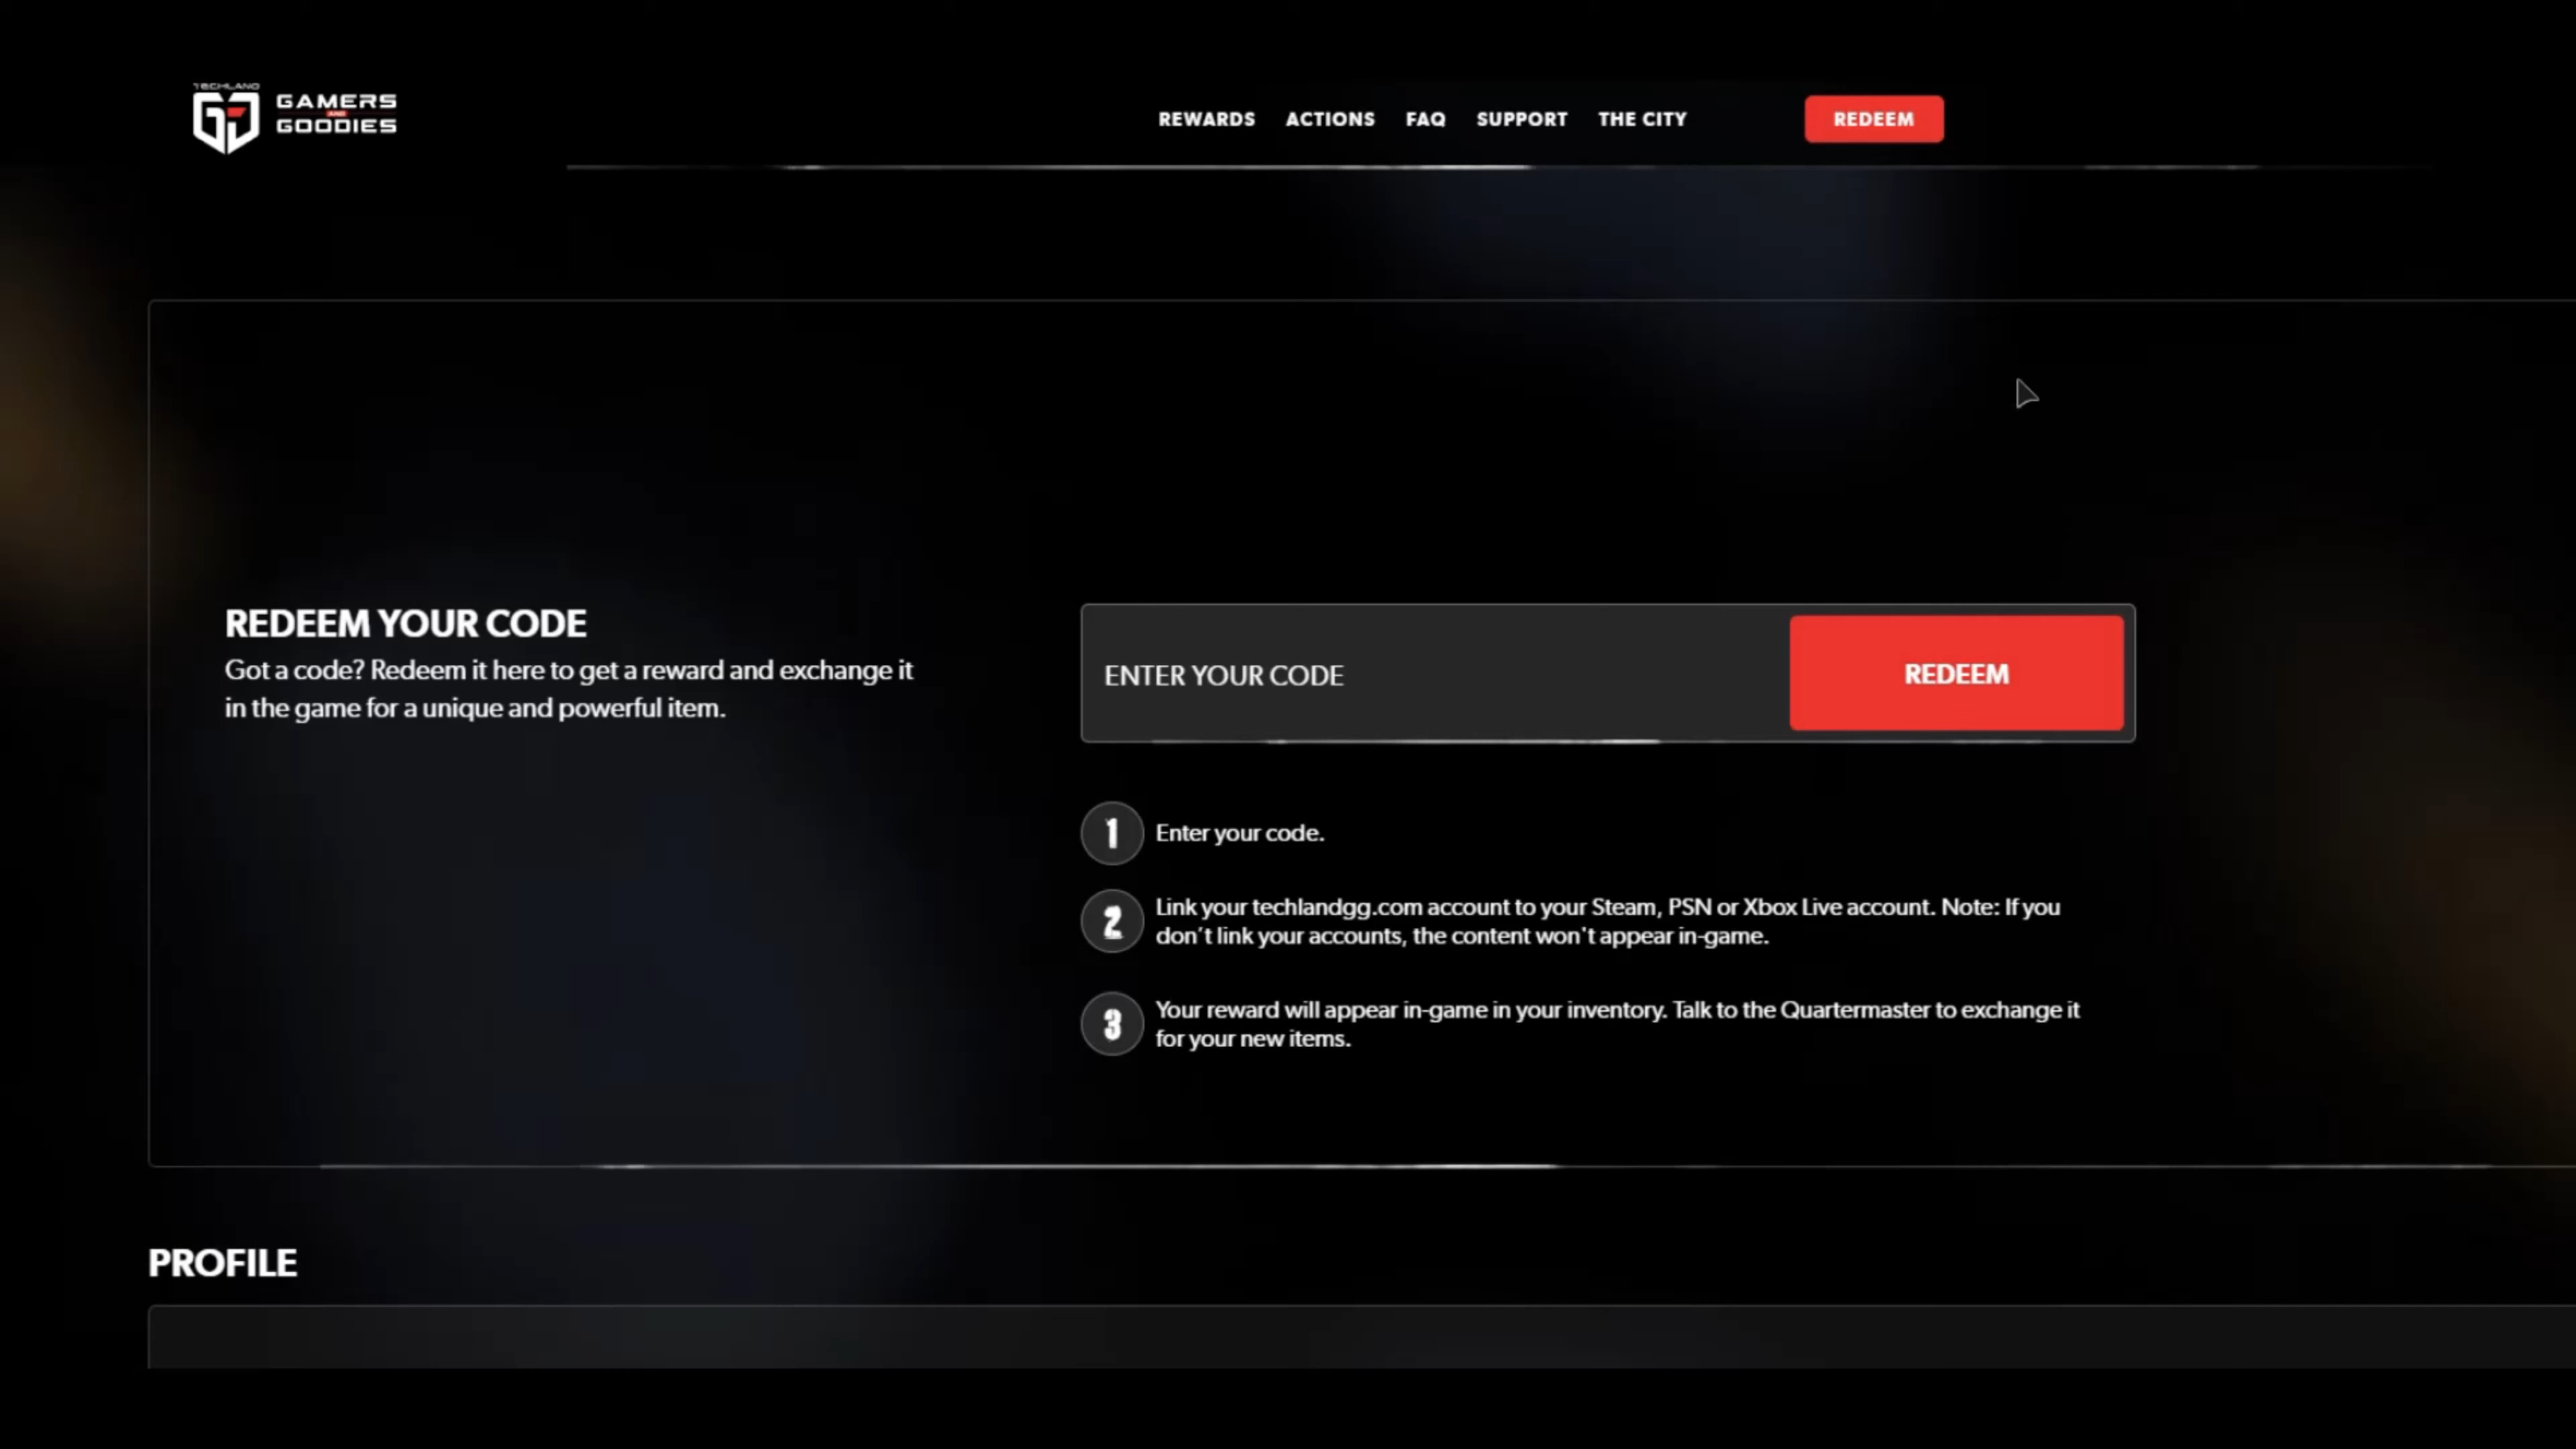 TECHLAND
GAMERS
AND
GOODIES
REWARDS ACTIONS FAQ SUPPORT THE CITY REDEEM
REDEEM YOUR CODE
Got a code? Redeem it here to get a reward and exchange it
in the game for a unique and powerful item.
ENTER YOUR CODE REDEEM
1 Enter your code.
2 Link your techlandgg.com account to your Steam, PSN or Xbox Live account. Note: If you
don't link your accounts, the content won't appear in-game.
3 Your reward will appear in-game in your inventory. Talk to the Quartermaster to exchange it
for your new items.
PROFILE